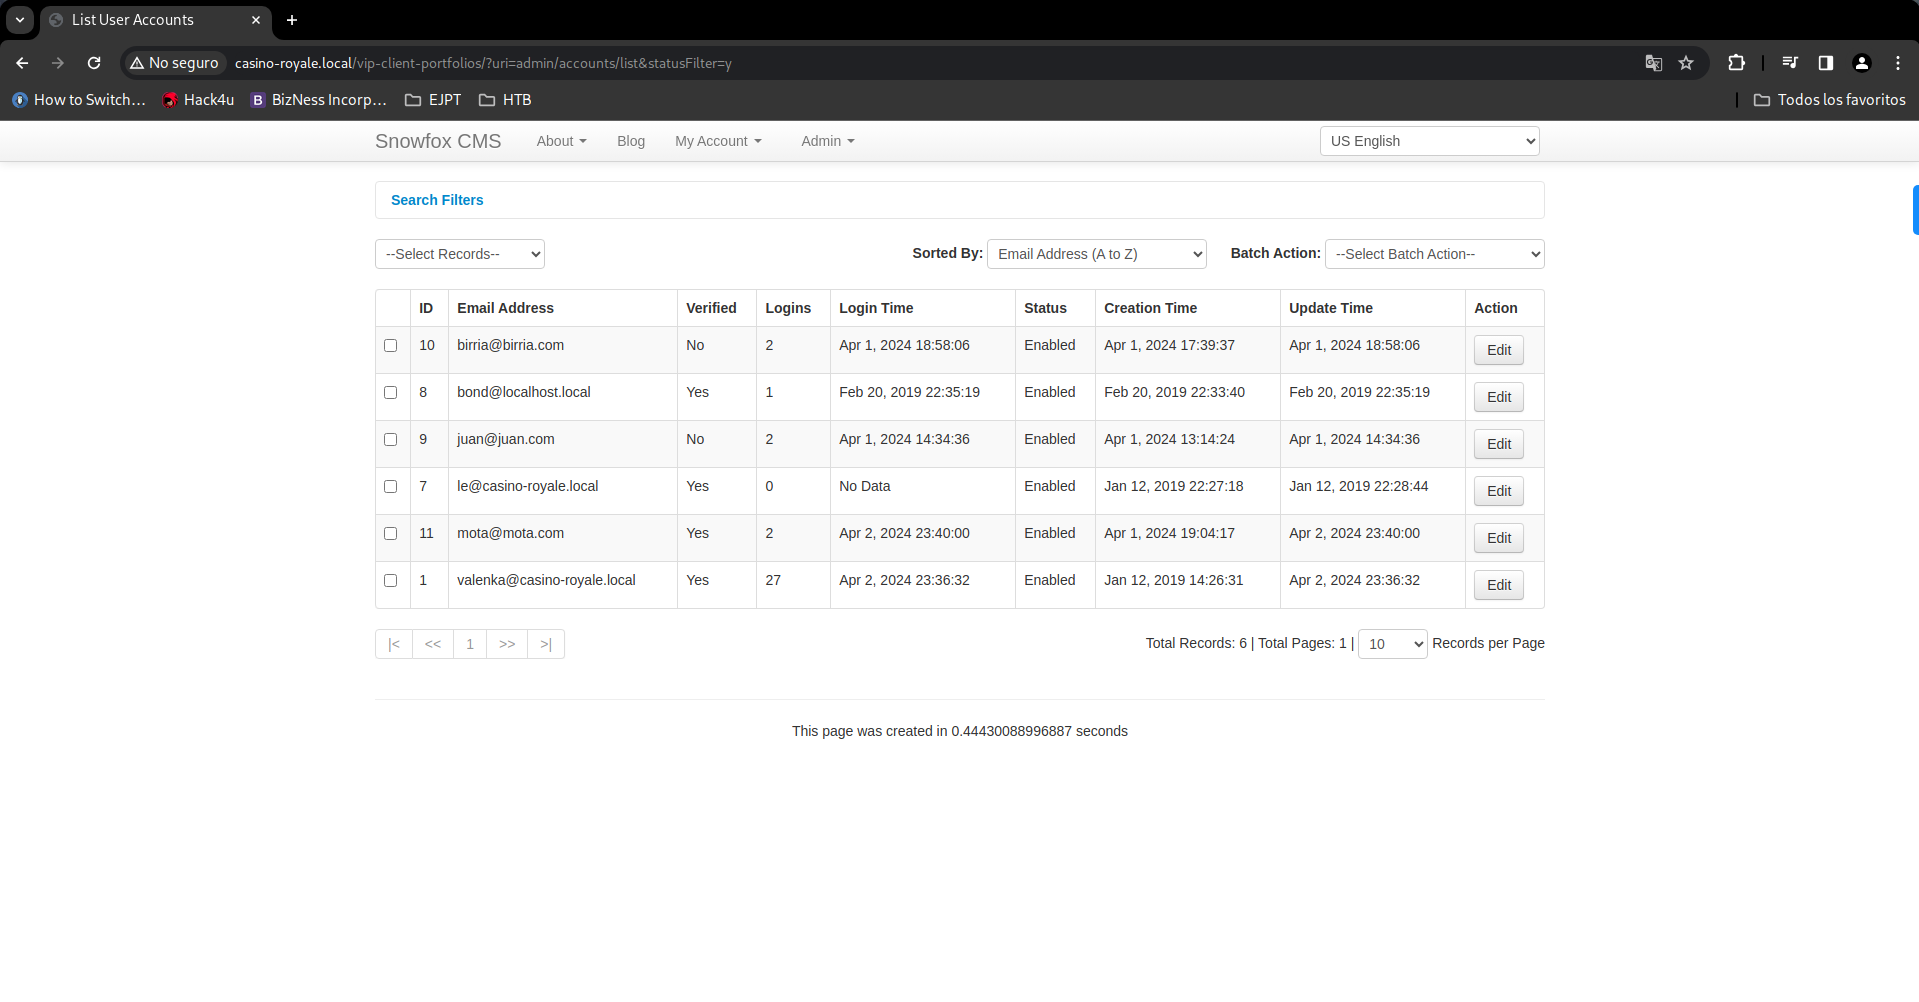 List User Accounts
No seguro casino-royale.local/vip-client-portfolios/?uri=admin/accounts/list&statusFilter=y
How to Switch… Hack4u B BizNess Incorp… EJPT HTB Todos los favoritos
Snowfox CMS About Blog My Account Admin US English
Search Filters
--Select Records-- Sorted By: Email Address (A to Z) Batch Action: --Select Batch Action--
ID Email Address Verified Logins Login Time Status Creation Time Update Time Action
10 birria@birria.com No 2 Apr 1, 2024 18:58:06 Enabled Apr 1, 2024 17:39:37 Apr 1, 2024 18:58:06 Edit
8 bond@localhost.local Yes 1 Feb 20, 2019 22:35:19 Enabled Feb 20, 2019 22:33:40 Feb 20, 2019 22:35:19 Edit
9 juan@juan.com No 2 Apr 1, 2024 14:34:36 Enabled Apr 1, 2024 13:14:24 Apr 1, 2024 14:34:36 Edit
7 le@casino-royale.local Yes 0 No Data Enabled Jan 12, 2019 22:27:18 Jan 12, 2019 22:28:44 Edit
11 mota@mota.com Yes 2 Apr 2, 2024 23:40:00 Enabled Apr 1, 2024 19:04:17 Apr 2, 2024 23:40:00 Edit
1 valenka@casino-royale.local Yes 27 Apr 2, 2024 23:36:32 Enabled Jan 12, 2019 14:26:31 Apr 2, 2024 23:36:32 Edit
|< << 1 >> >| Total Records: 6 | Total Pages: 1 | 10 Records per Page
This page was created in 0.44430088996887 seconds